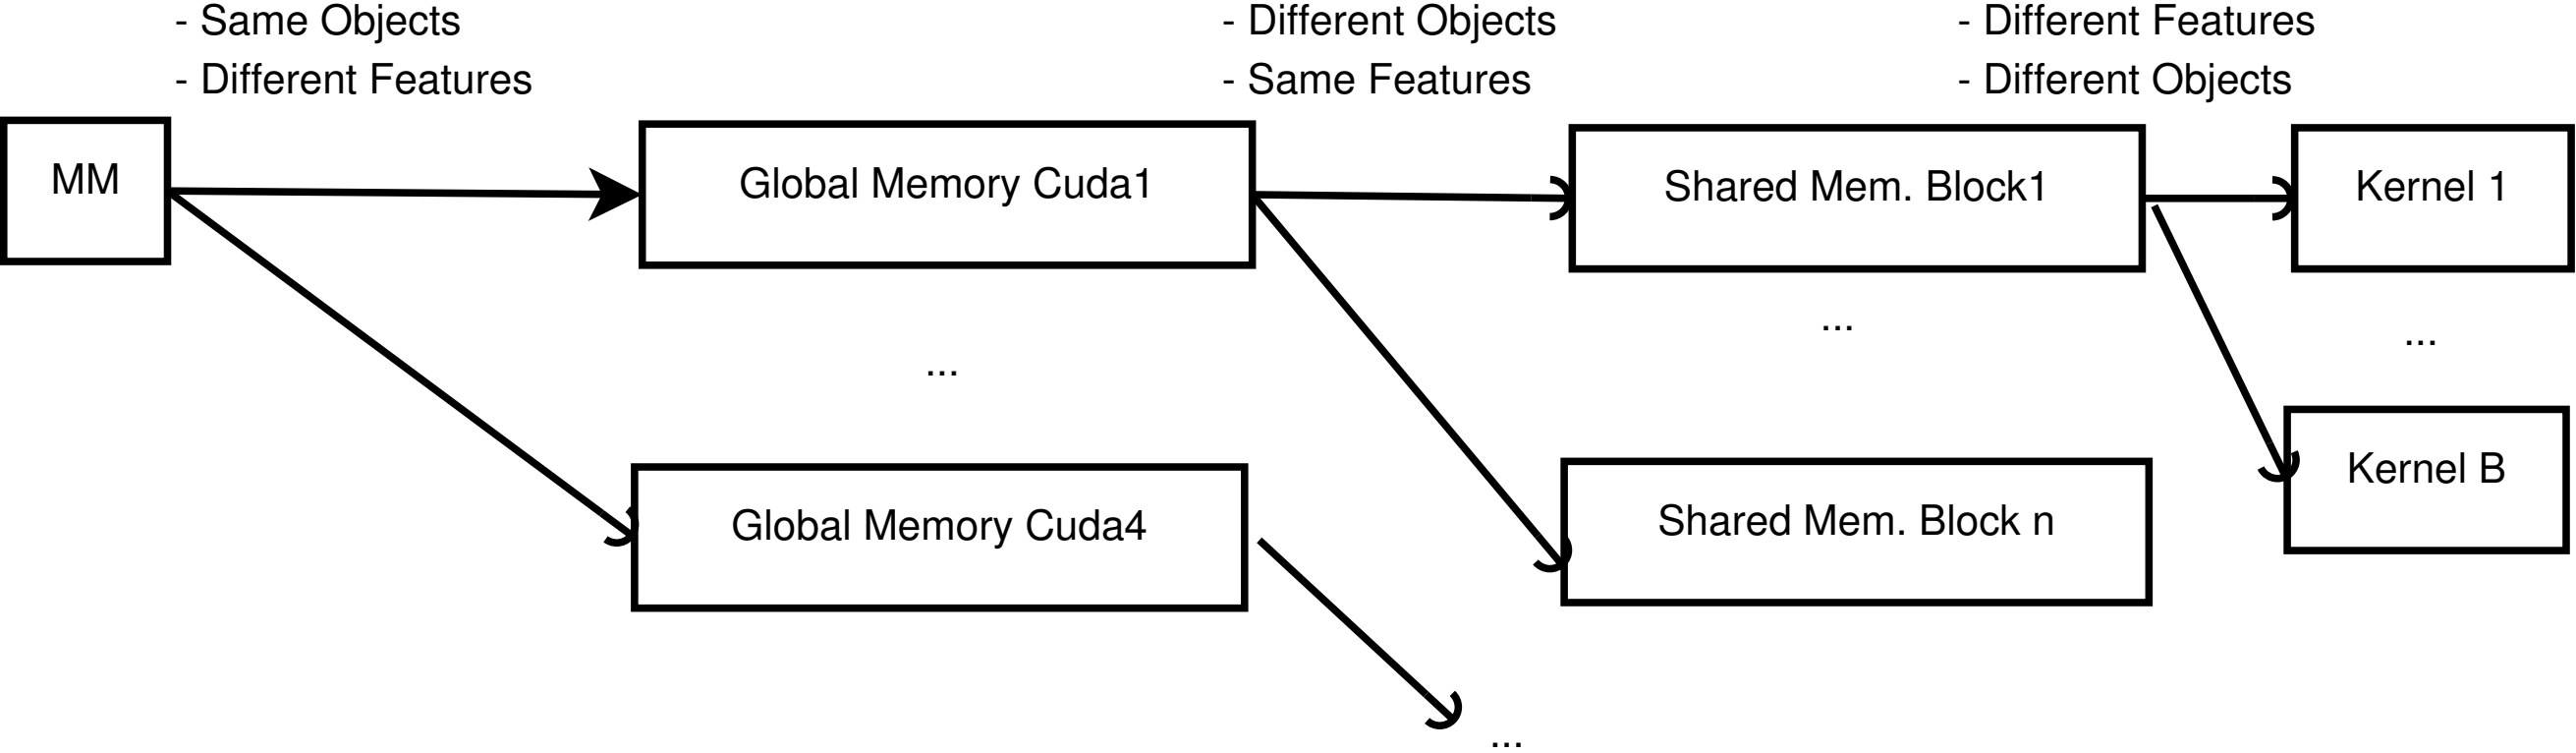 - Same Objects
- Different Features
- Different Objects
- Same Features
- Different Features
- Different Objects
MM
Global Memory Cuda1
Shared Mem. Block1
Kernel 1
...
...
...
Global Memory Cuda4
Shared Mem. Block n
Kernel B
...